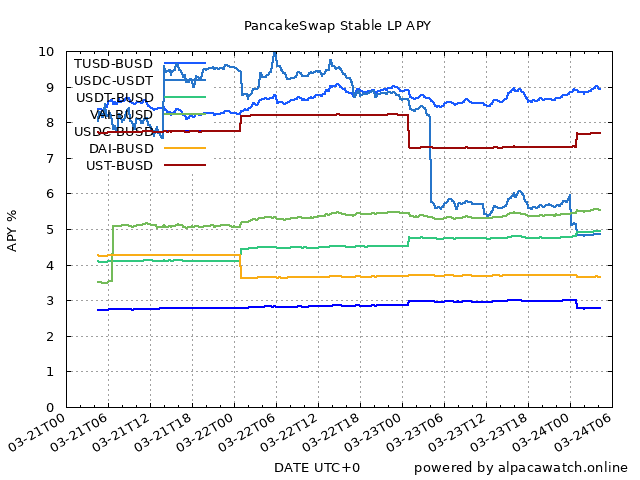 PancakeSwap Stable LP APY
10
9
8
7
6
5
4
3
2
1
0
APY %
TUSD-BUSD
USDC-USDT
USDT-BUSD
VAI-BUSD
USDC-BUSD
DAI-BUSD
UST-BUSD
03-21T00
03-21T06
03-21T12
03-21T18
03-22T00
03-22T06
03-22T12
03-22T18
03-23T00
03-23T06
03-23T12
03-23T18
03-24T00
03-24T06
DATE UTC+0
powered by alpacawatch.online